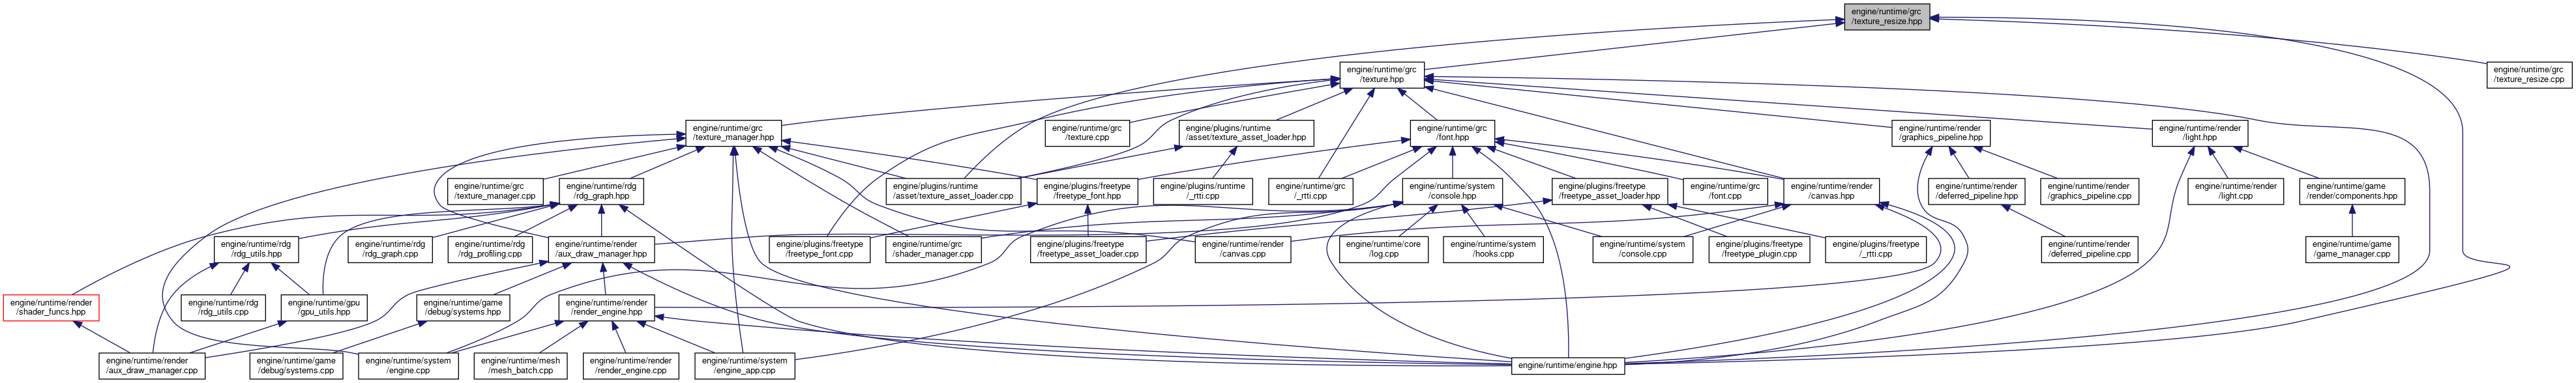 engine/runtime/grc
/texture_resize.hpp
engine/runtime/grc
/texture.hpp
engine/runtime/grc
/texture_resize.cpp
engine/runtime/grc
/texture_manager.hpp
engine/runtime/grc
/texture.cpp
engine/plugins/runtime
/asset/texture_asset_loader.hpp
engine/runtime/grc
/font.hpp
engine/runtime/render
/graphics_pipeline.hpp
engine/runtime/render
/light.hpp
engine/runtime/grc
/texture_manager.cpp
engine/runtime/rdg
/rdg_graph.hpp
engine/plugins/runtime
/asset/texture_asset_loader.cpp
engine/plugins/freetype
/freetype_font.hpp
engine/plugins/runtime
/_rtti.cpp
engine/runtime/grc
/_rtti.cpp
engine/runtime/system
/console.hpp
engine/plugins/freetype
/freetype_asset_loader.hpp
engine/runtime/grc
/font.cpp
engine/runtime/render
/canvas.hpp
engine/runtime/render
/deferred_pipeline.hpp
engine/runtime/render
/graphics_pipeline.cpp
engine/runtime/render
/light.cpp
engine/runtime/game
/render/components.hpp
engine/runtime/rdg
/rdg_utils.hpp
engine/runtime/rdg
/rdg_graph.cpp
engine/runtime/rdg
/rdg_profiling.cpp
engine/runtime/render
/aux_draw_manager.hpp
engine/plugins/freetype
/freetype_font.cpp
engine/runtime/grc
/shader_manager.cpp
engine/plugins/freetype
/freetype_asset_loader.cpp
engine/runtime/render
/canvas.cpp
engine/runtime/core
/log.cpp
engine/runtime/system
/hooks.cpp
engine/runtime/system
/console.cpp
engine/plugins/freetype
/freetype_plugin.cpp
engine/plugins/freetype
/_rtti.cpp
engine/runtime/render
/deferred_pipeline.cpp
engine/runtime/game
/game_manager.cpp
engine/runtime/render
/shader_funcs.hpp
engine/runtime/rdg
/rdg_utils.cpp
engine/runtime/gpu
/gpu_utils.hpp
engine/runtime/game
/debug/systems.hpp
engine/runtime/render
/render_engine.hpp
engine/runtime/render
/aux_draw_manager.cpp
engine/runtime/game
/debug/systems.cpp
engine/runtime/system
/engine.cpp
engine/runtime/mesh
/mesh_batch.cpp
engine/runtime/render
/render_engine.cpp
engine/runtime/system
/engine_app.cpp
engine/runtime/engine.hpp